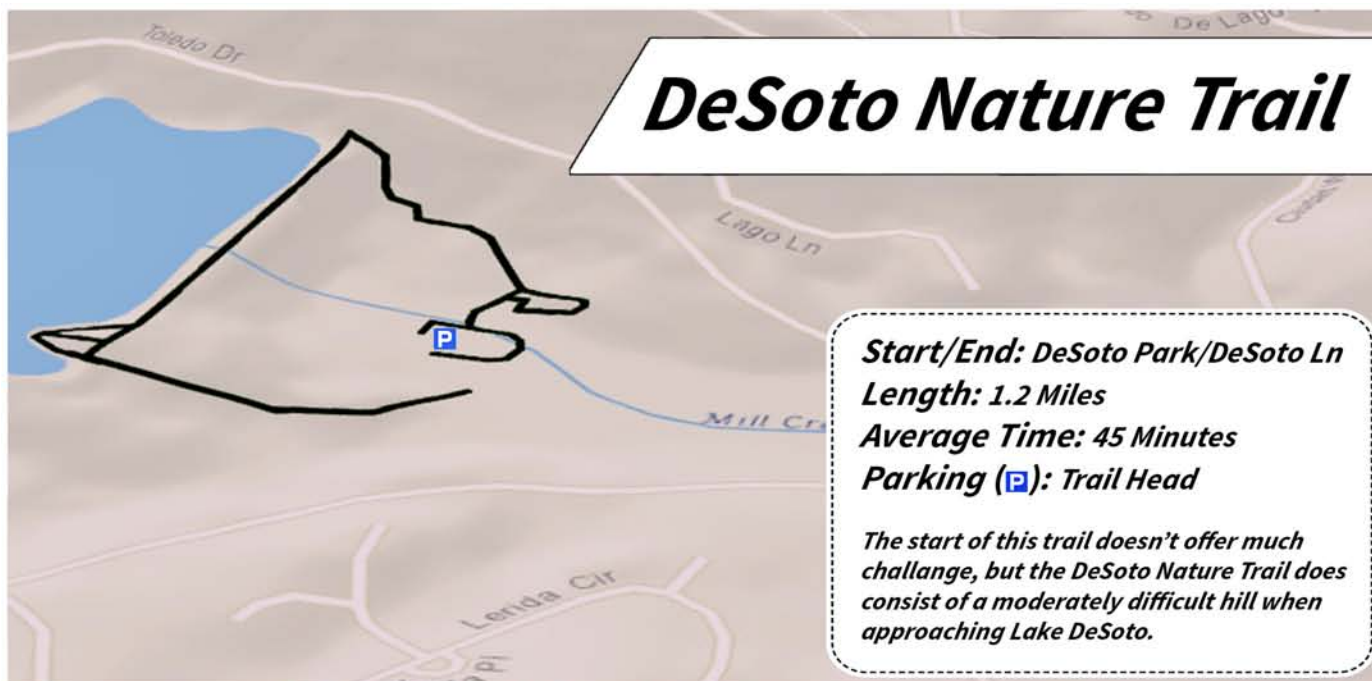 De Lago
Toledo Dr
DeSoto Nature Trail
Lago Ln
P
Start/End: DeSoto Park/DeSoto Ln
Length: 1.2 Miles
Average Time: 45 Minutes
Parking (P): Trail Head
Mill Cr
The start of this trail doesn't offer much
challange, but the DeSoto Nature Trail does
consist of a moderately difficult hill when
approaching Lake DeSoto.
Lerida Cir
Pl